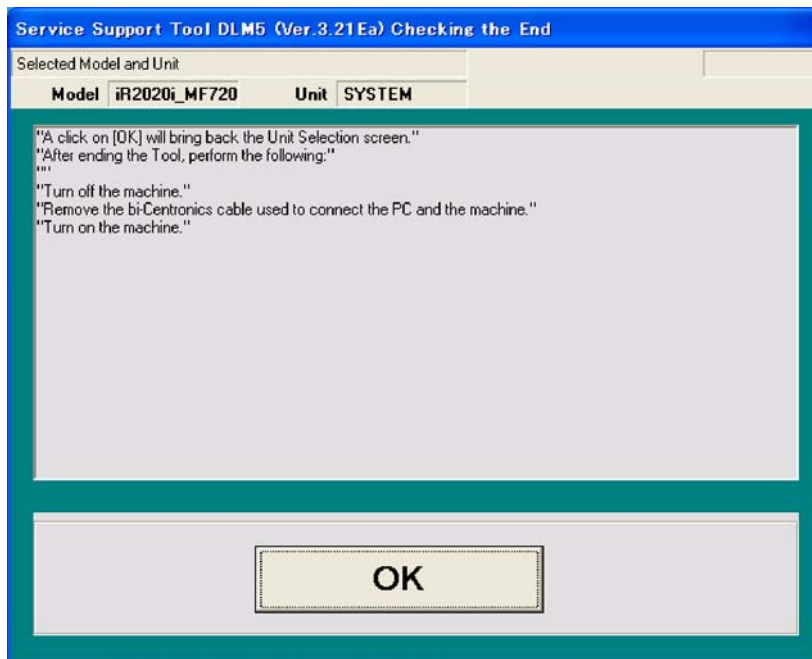 Service Support Tool DLM5 (Ver.3.21Ea) Checking the End
Selected Model and Unit
Model iR2020i_MF720 Unit SYSTEM
"A click on [OK] will bring back the Unit Selection screen."
"After ending the Tool, perform the following:"
""
"Turn off the machine."
"Remove the bi-Centronics cable used to connect the PC and the machine."
"Turn on the machine."
OK